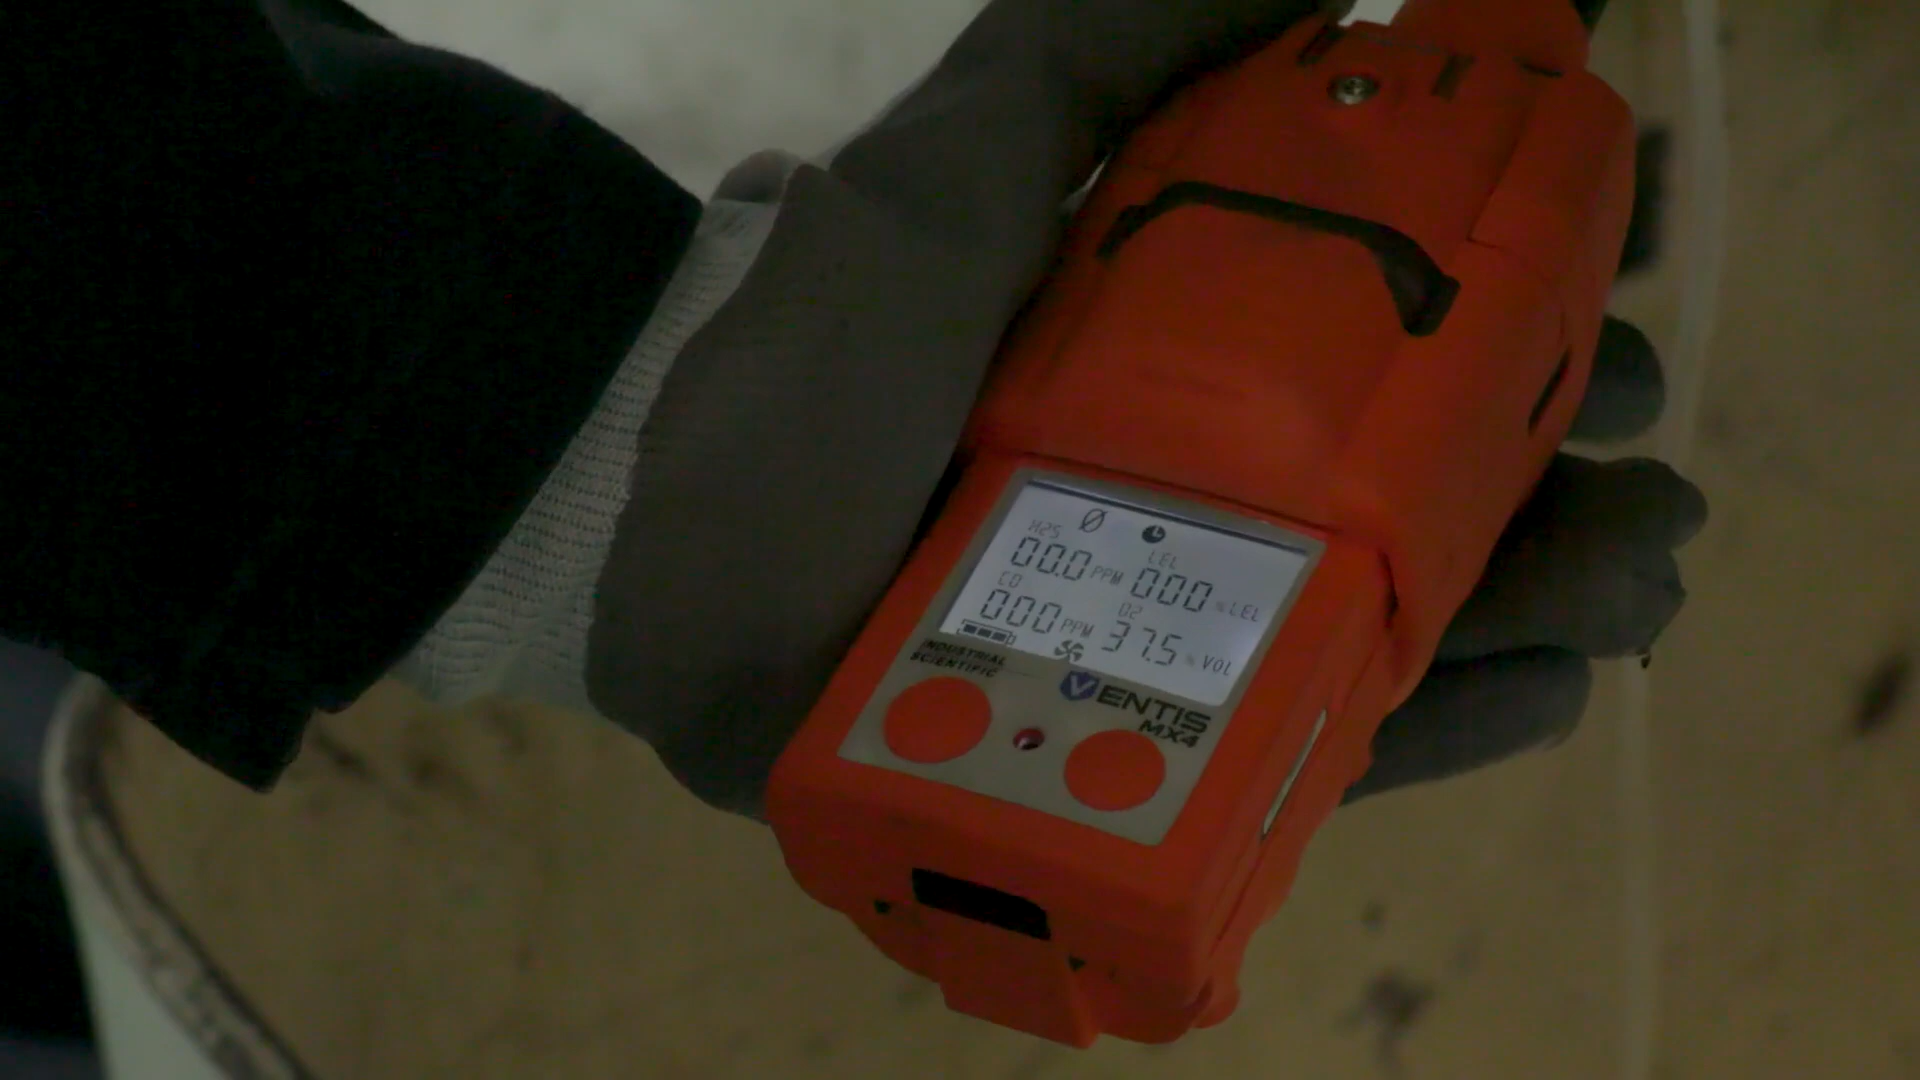 H2S
LEL
00.0 PPM
000 % LEL
CO
O2
000 PPM
37.5 % VOL
INDUSTRIAL
SCIENTIFIC
VENTIS
MX4